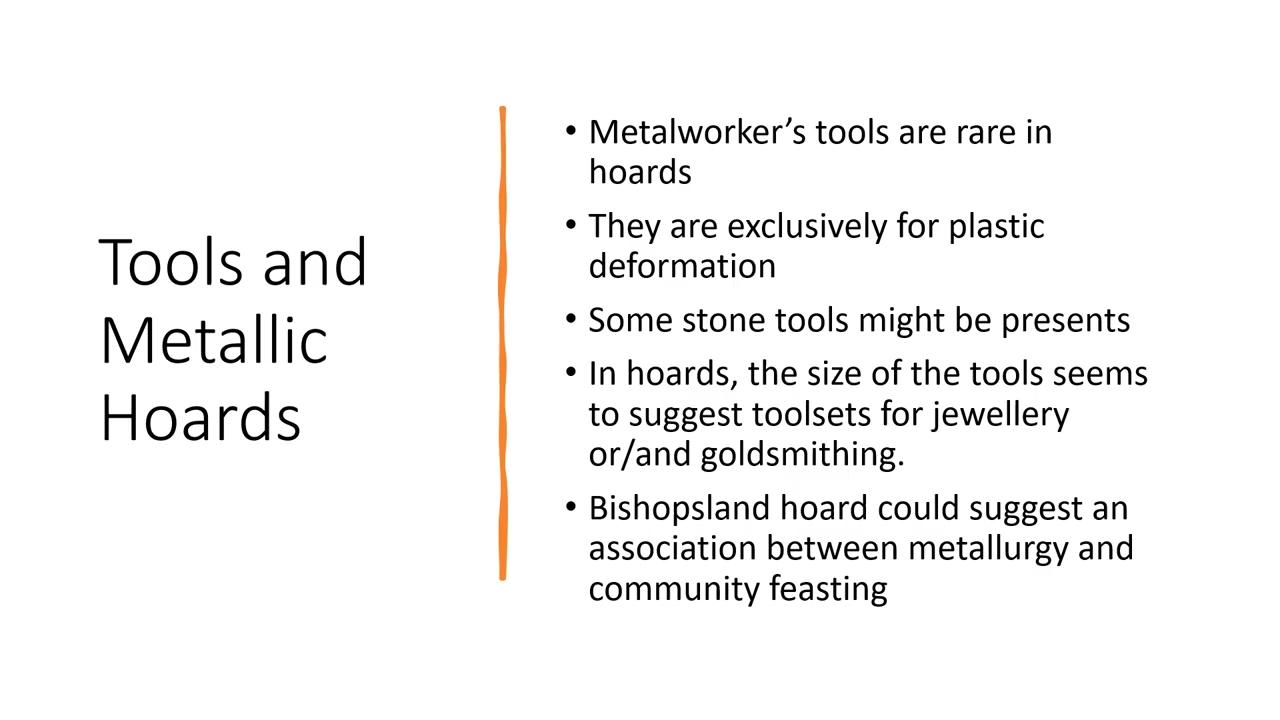 Tools and
Metallic
Hoards
• Metalworker’s tools are rare in
hoards
• They are exclusively for plastic
deformation
• Some stone tools might be presents
• In hoards, the size of the tools seems
to suggest toolsets for jewellery
or/and goldsmithing.
• Bishopsland hoard could suggest an
association between metallurgy and
community feasting